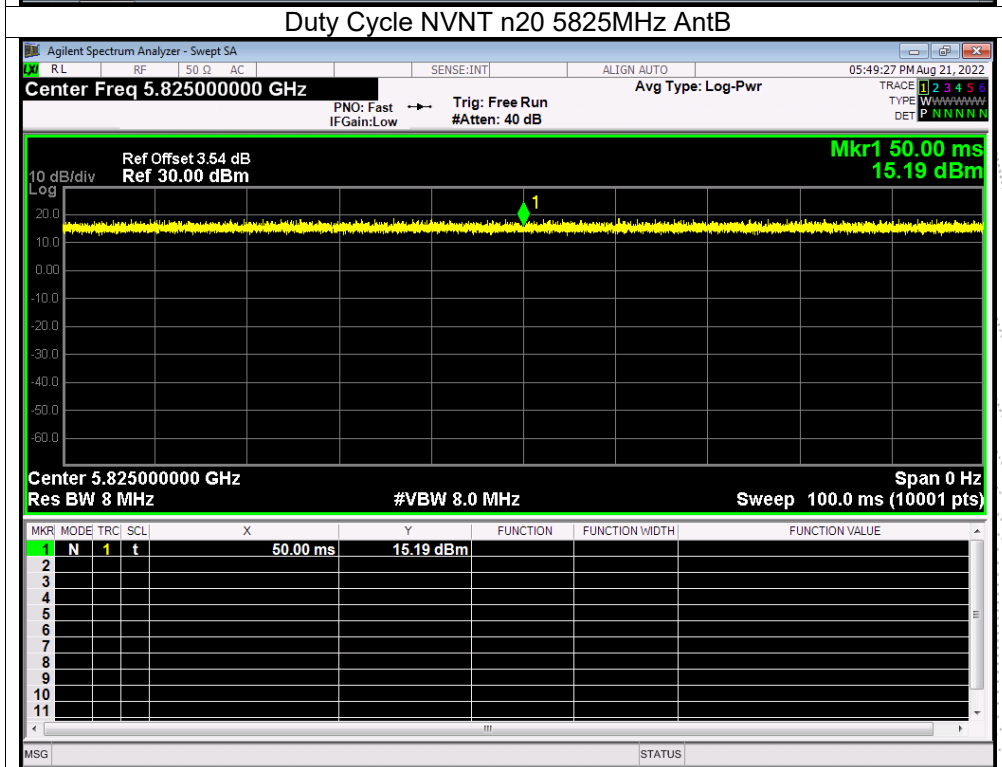 Duty Cycle NVNT n20 5825MHz AntB
Agilent Spectrum Analyzer - Swept SA
LXI RL RF 50 Ω AC SENSE:INT ALIGN AUTO 05:49:27 PM Aug 21, 2022
Center Freq 5.825000000 GHz Avg Type: Log-Pwr TRACE 1 2 3 4 5 6
PNO: Fast Trig: Free Run TYPE WWWWWW
IFGain:Low #Atten: 40 dB DET P N N N N N
Mkr1 50.00 ms
Ref Offset 3.54 dB
10 dB/div Ref 30.00 dBm 15.19 dBm
Log
1
20.0
10.0
0.00
-10.0
-20.0
-30.0
-40.0
-50.0
-60.0
Center 5.825000000 GHz Span 0 Hz
Res BW 8 MHz #VBW 8.0 MHz Sweep 100.0 ms (10001 pts)
MKR MODE TRC SCL X Y FUNCTION FUNCTION WIDTH FUNCTION VALUE
1 N 1 t 50.00 ms 15.19 dBm
2
3
4
5
6
7
8
9
10
11
MSG STATUS